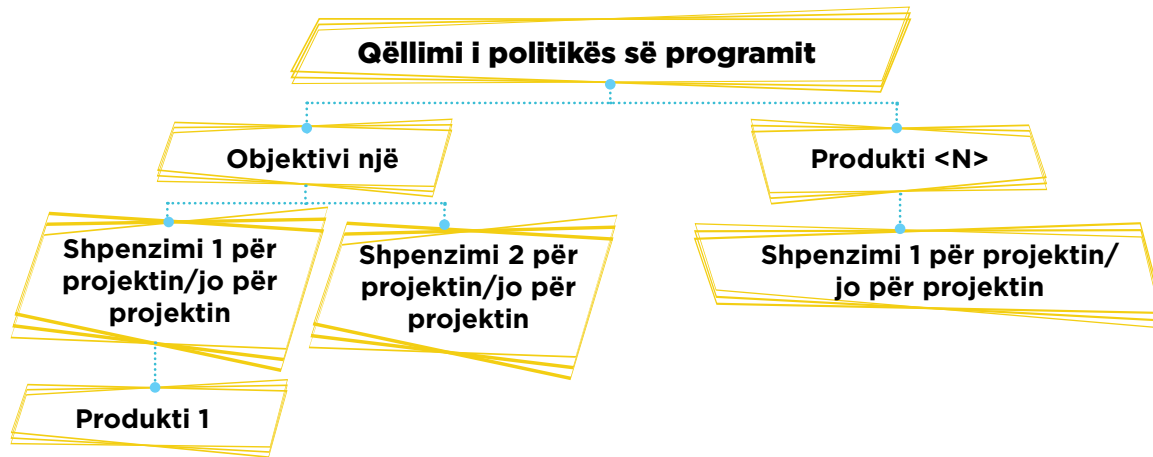 Qëllimi i politikës së programit
Objektivi një
Produkti <N>
Shpenzimi 1 për
projektin/jo për
projektin
Shpenzimi 2 për
projektin/jo për
projektin
Shpenzimi 1 për projektin/
jo për projektin
Produkti 1